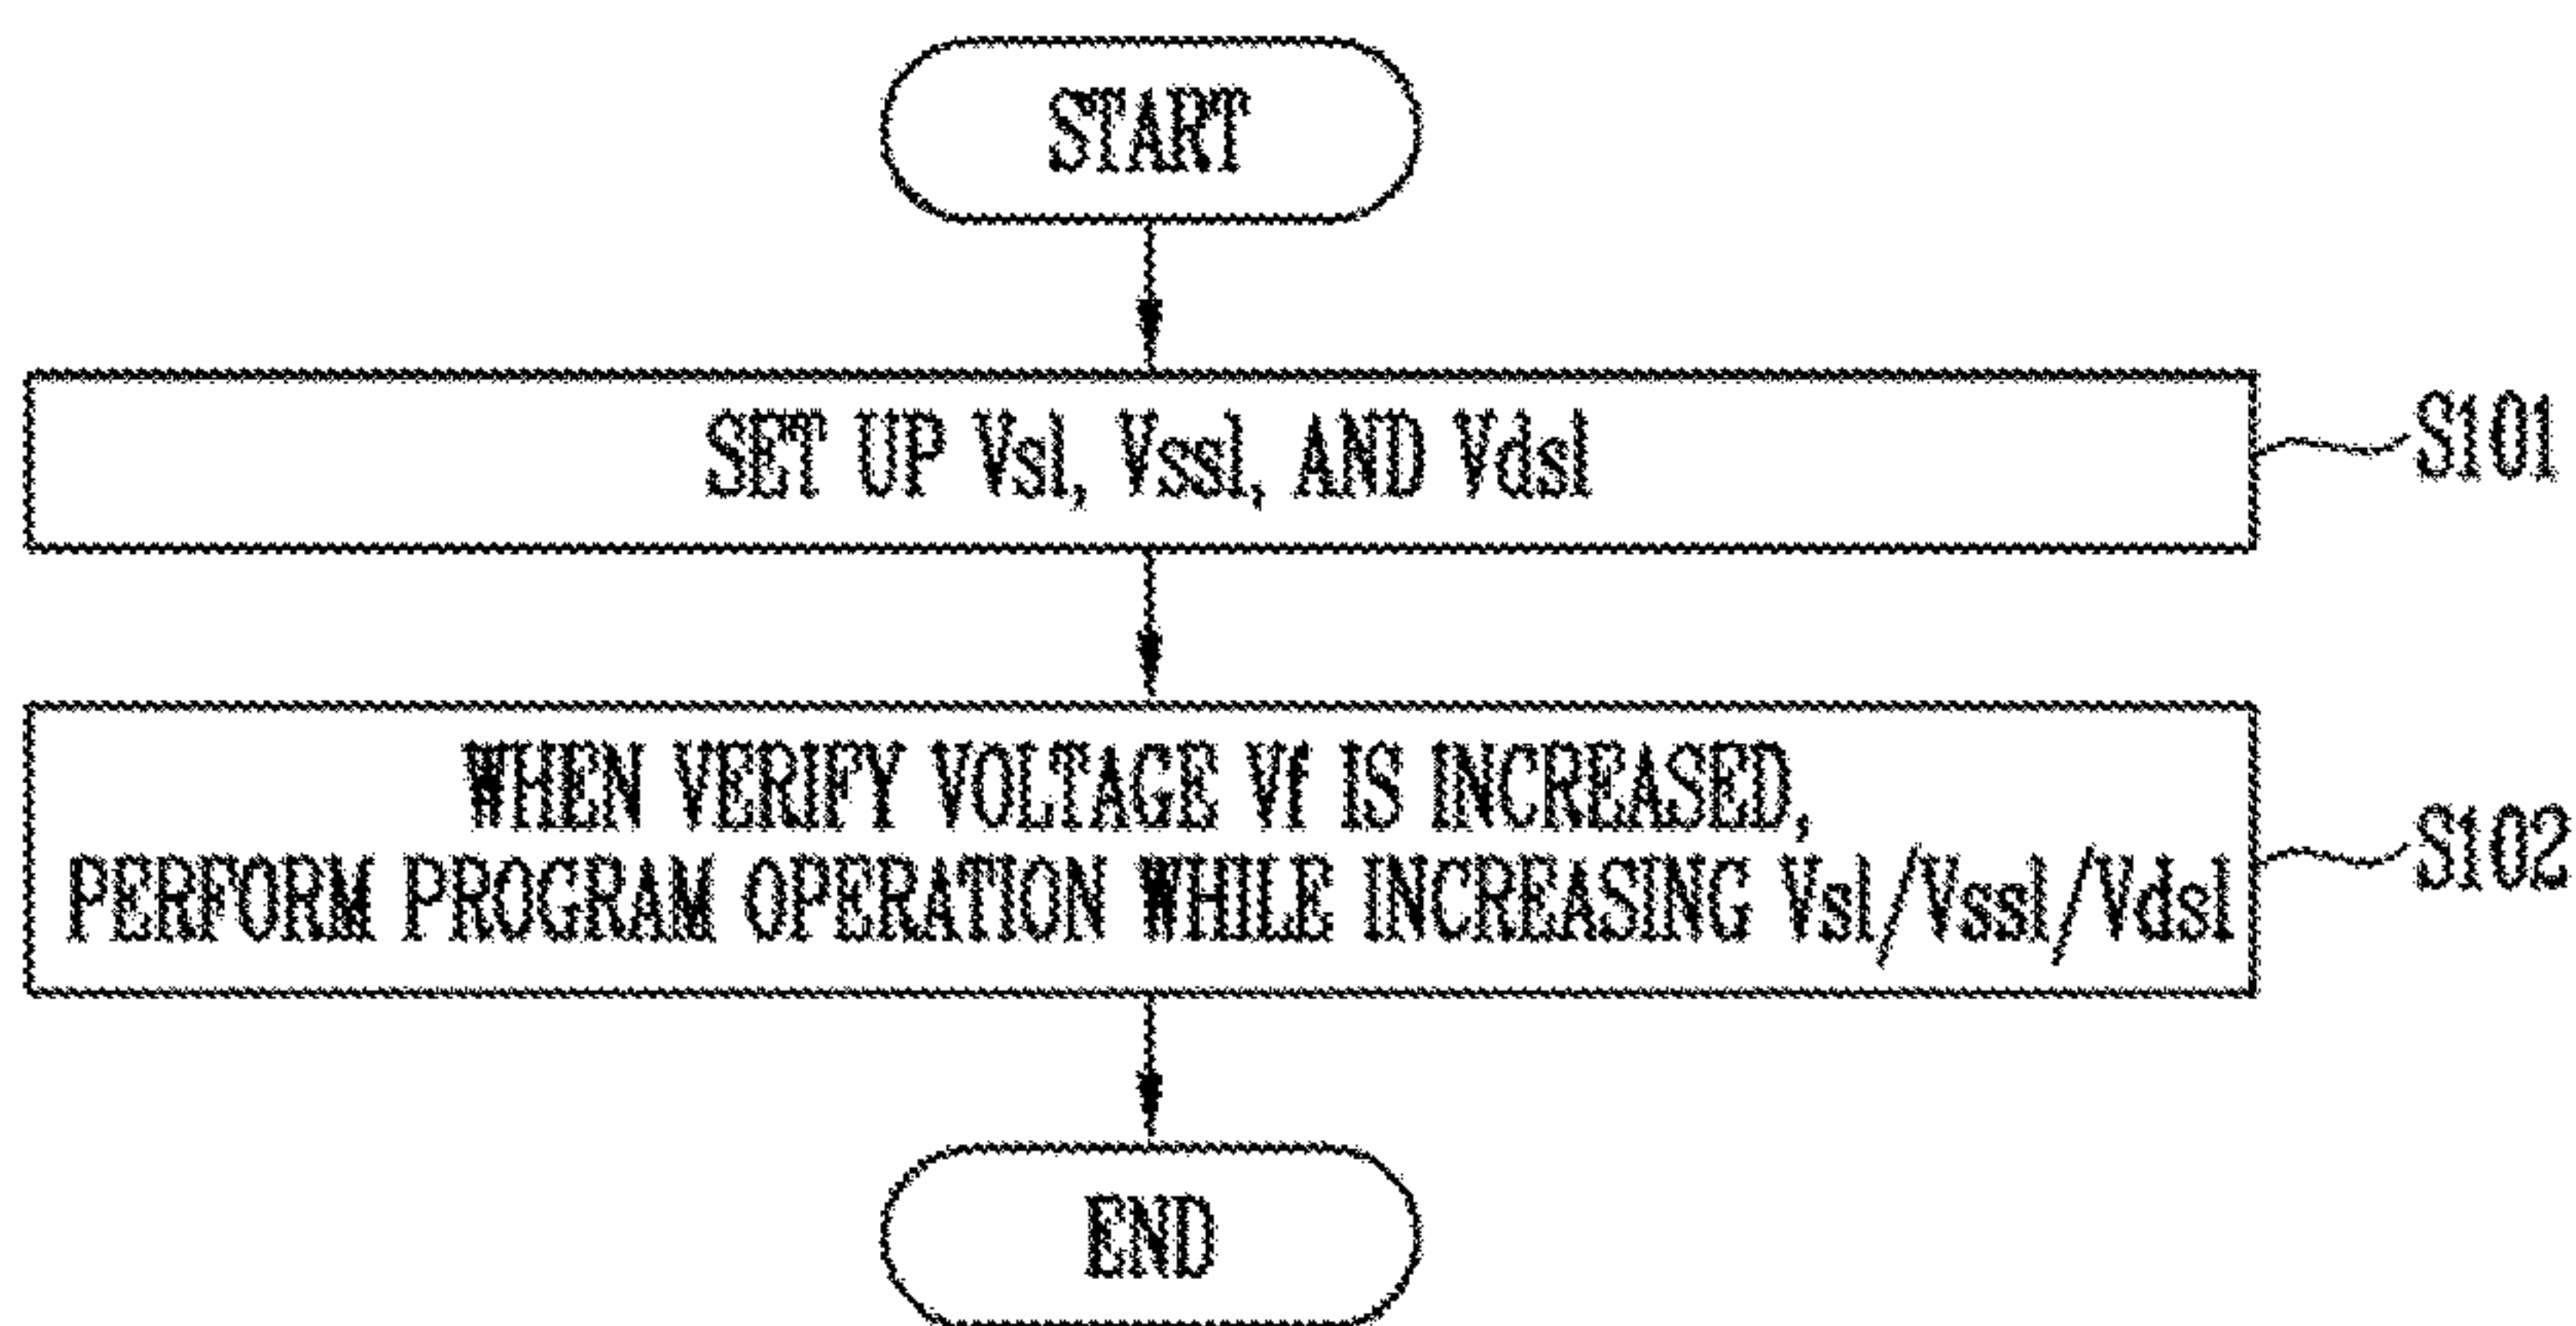 START
SET UP Vsl, Vssl, AND Vdsl
S101
WHEN VERIFY VOLTAGE Vf IS INCREASED,
PERFORM PROGRAM OPERATION WHILE INCREASING Vsl/Vssl/Vdsl
S102
END